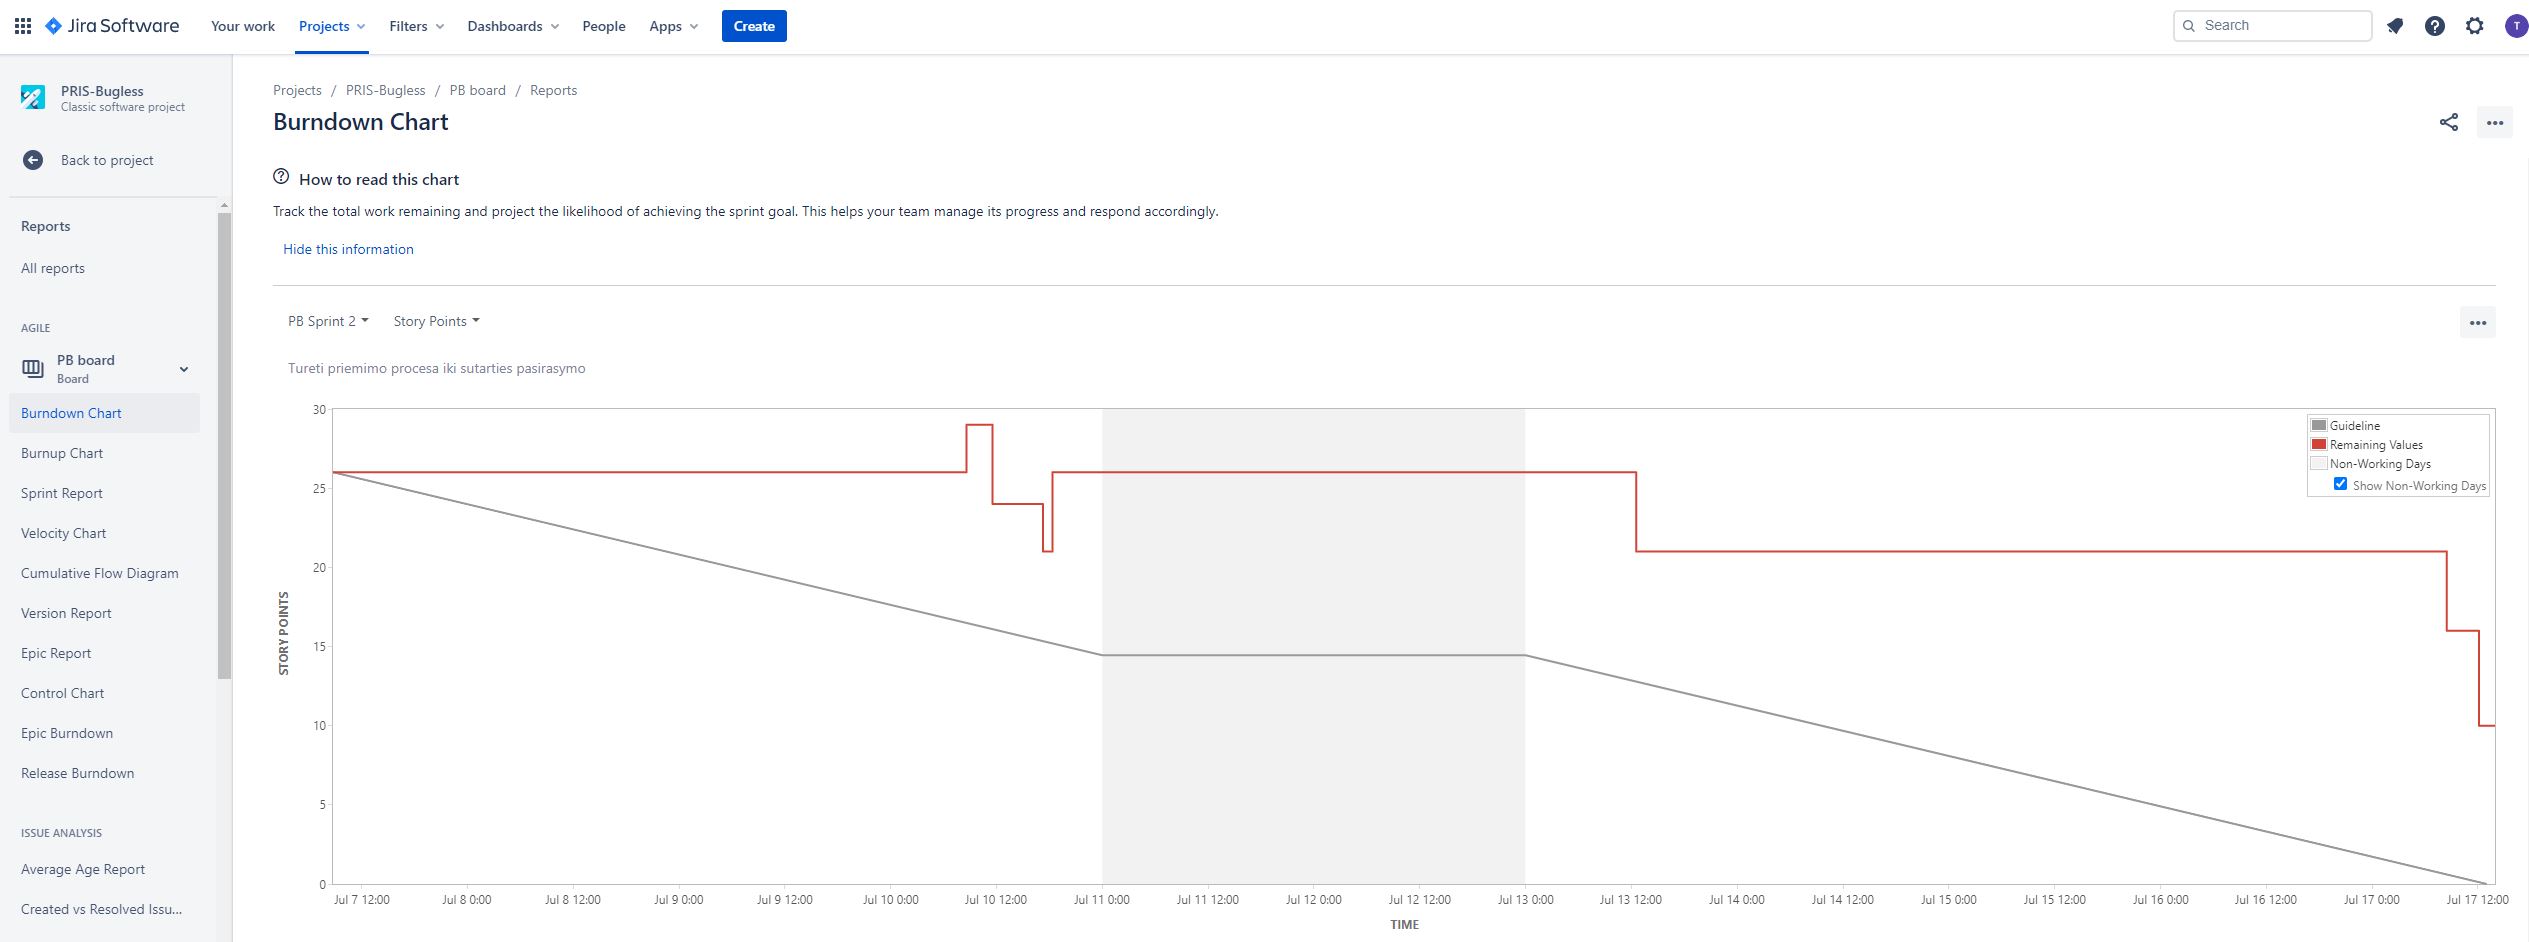 Jira Software Your work Projects Filters Dashboards People Apps Create Search T
PRIS-Bugless
Classic software project
Back to project
Reports
All reports
AGILE
PB board
Board
Burndown Chart
Burnup Chart
Sprint Report
Velocity Chart
Cumulative Flow Diagram
Version Report
Epic Report
Control Chart
Epic Burndown
Release Burndown
ISSUE ANALYSIS
Average Age Report
Created vs Resolved Issu...
Projects / PRIS-Bugless / PB board / Reports
Burndown Chart
How to read this chart
Track the total work remaining and project the likelihood of achieving the sprint goal. This helps your team manage its progress and respond accordingly.
Hide this information
PB Sprint 2 Story Points
Tureti priemimo procesa iki sutarties pasirasymo
Guideline
Remaining Values
Non-Working Days
Show Non-Working Days
STORY POINTS
30
25
20
15
10
5
0
Jul 7 12:00 Jul 8 0:00 Jul 8 12:00 Jul 9 0:00 Jul 9 12:00 Jul 10 0:00 Jul 10 12:00 Jul 11 0:00 Jul 11 12:00 Jul 12 0:00 Jul 12 12:00 Jul 13 0:00 Jul 13 12:00 Jul 14 0:00 Jul 14 12:00 Jul 15 0:00 Jul 15 12:00 Jul 16 0:00 Jul 16 12:00 Jul 17 0:00 Jul 17 12:00
TIME